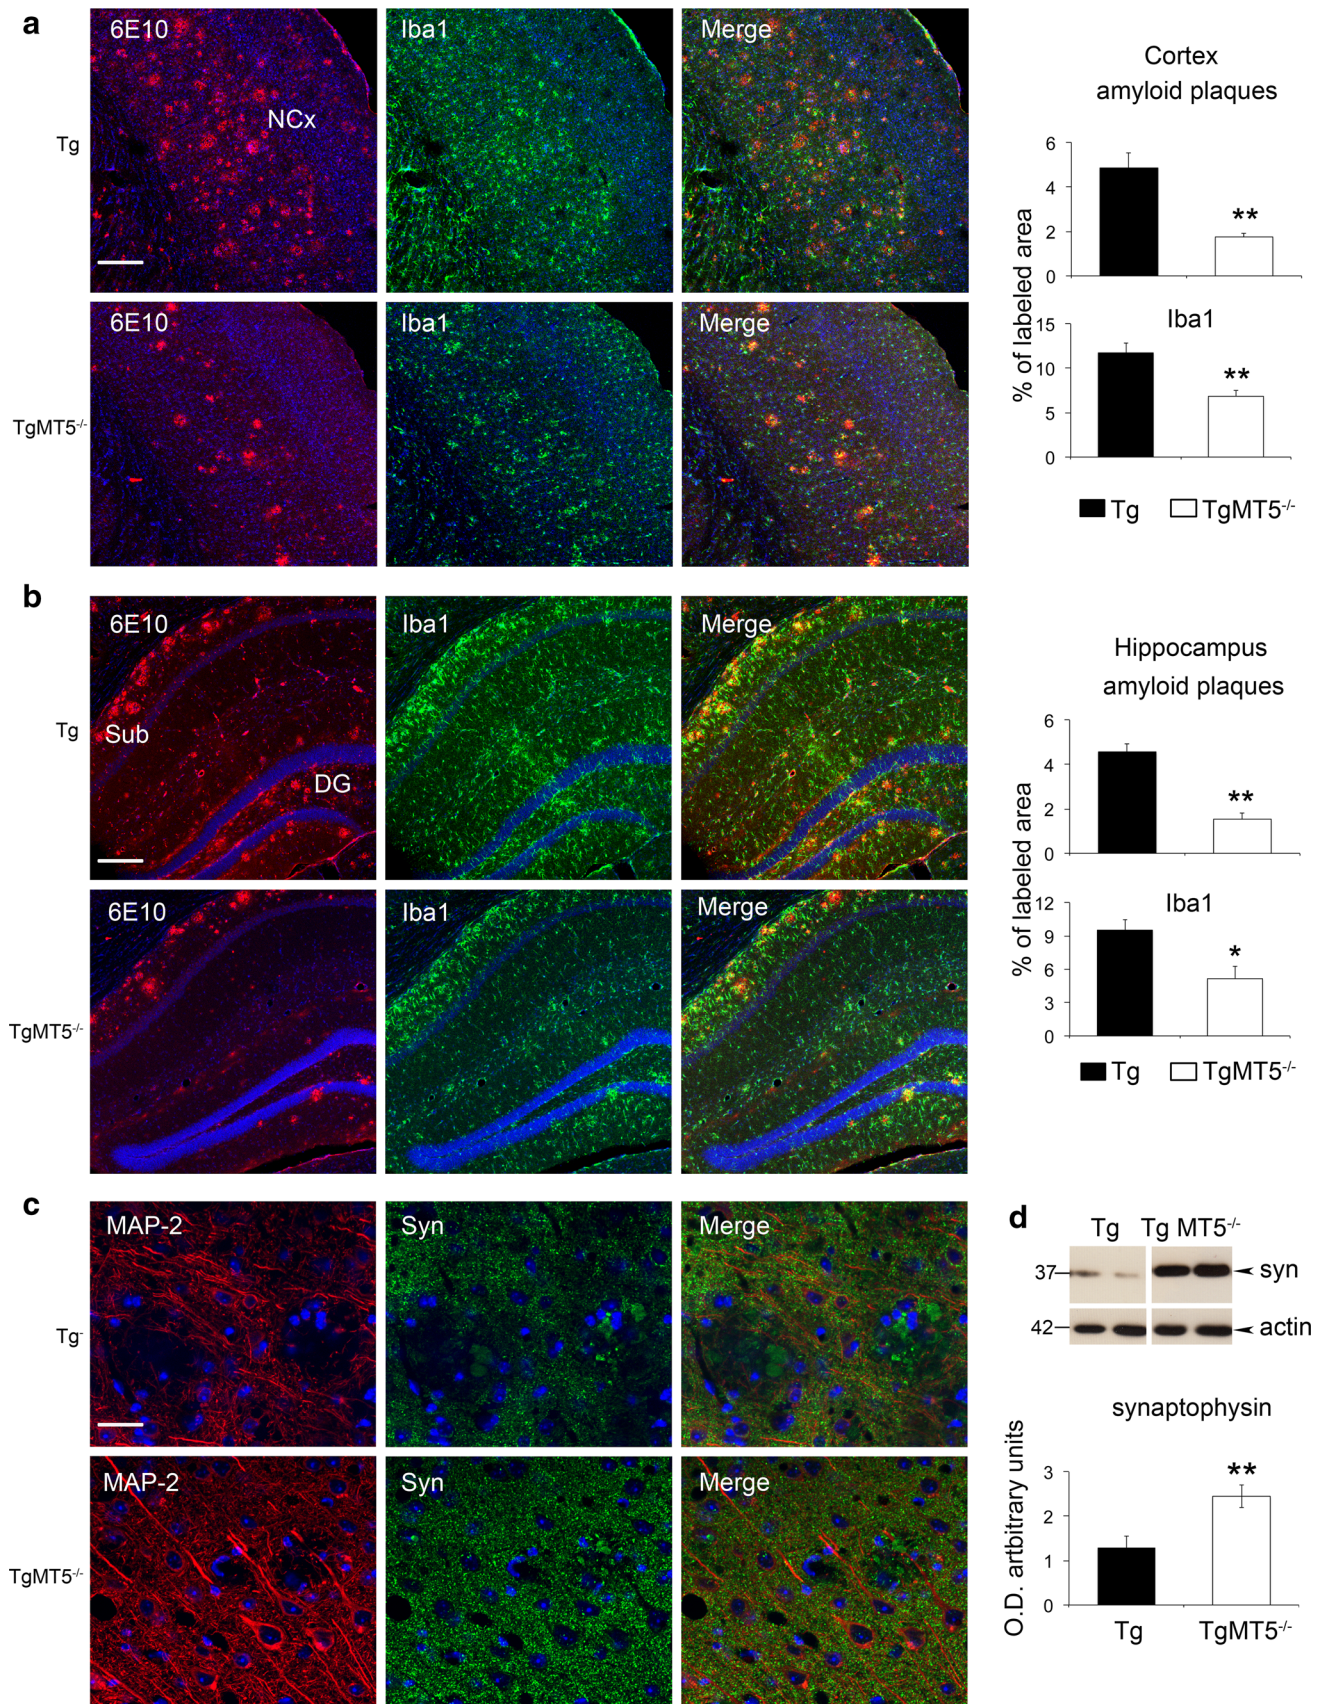 a
6E10
Iba1
Merge
NCx
Tg
6E10
Iba1
Merge
TgMT5-/-
Cortex
amyloid plaques
6
4
2
0
**
% of labeled area
Iba1
15
10
5
0
**
Tg
TgMT5-/-
b
6E10
Iba1
Merge
Tg
Sub
DG
6E10
Iba1
Merge
TgMT5-/-
Hippocampus
amyloid plaques
6
4
2
0
**
% of labeled area
Iba1
12
9
6
3
0
*
Tg
TgMT5-/-
c
MAP-2
Syn
Merge
Tg-
MAP-2
Syn
Merge
TgMT5-/-
d
Tg
Tg MT5-/-
37
syn
42
actin
synaptophysin
O.D. artbitrary units
3
2
1
0
**
Tg
TgMT5-/-